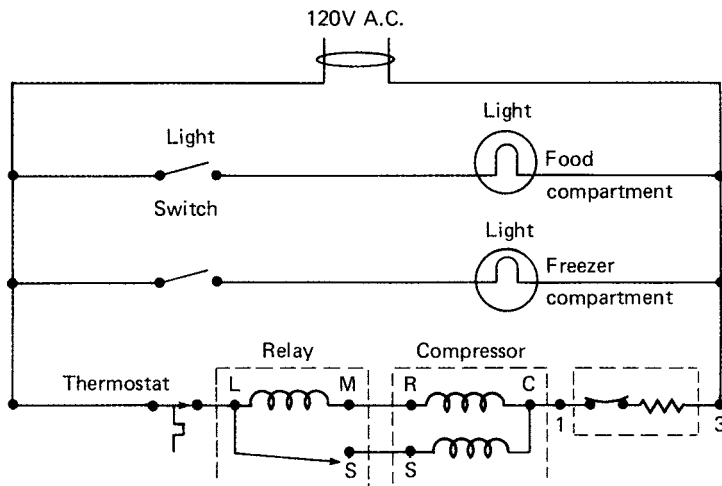 120V A.C.
Light
Light
Food
compartment
Switch
Light
Freezer
compartment
Relay
Compressor
Thermostat
L
M
R
C
1
3
S
S